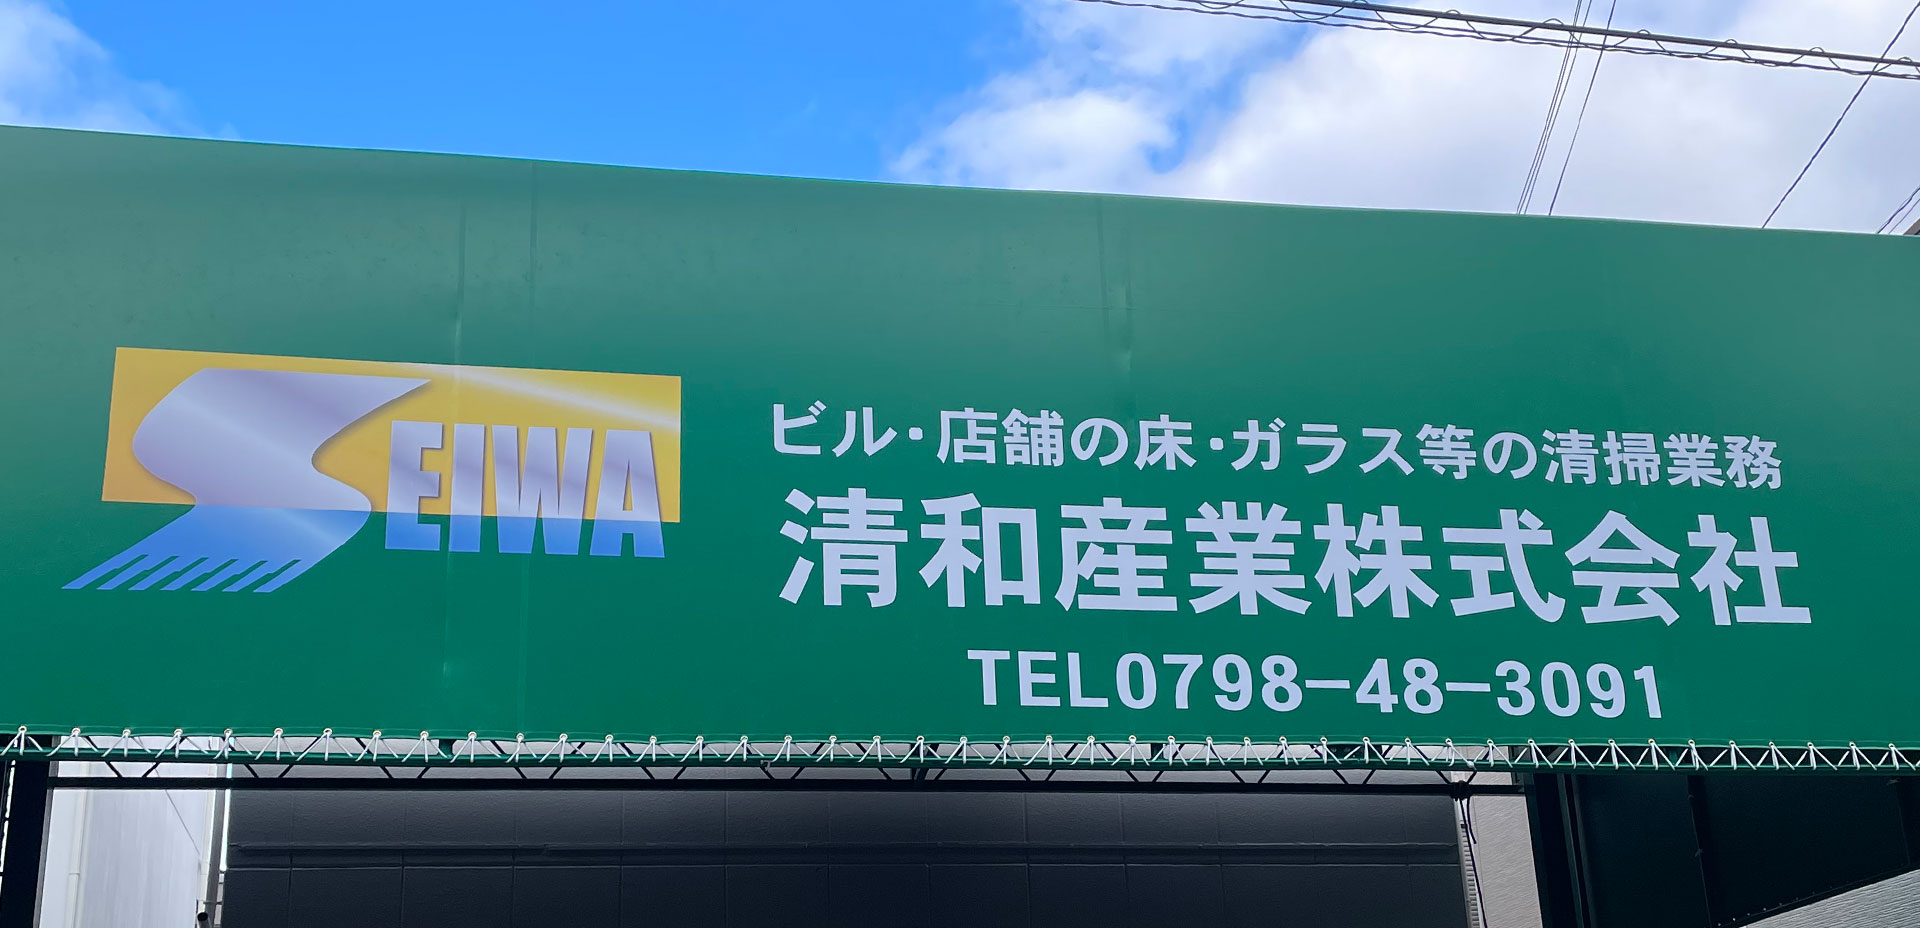 SEIWA
ビル・店舗の床・ガラス等の清掃業務
清和産業株式会社
TEL0798-48-3091